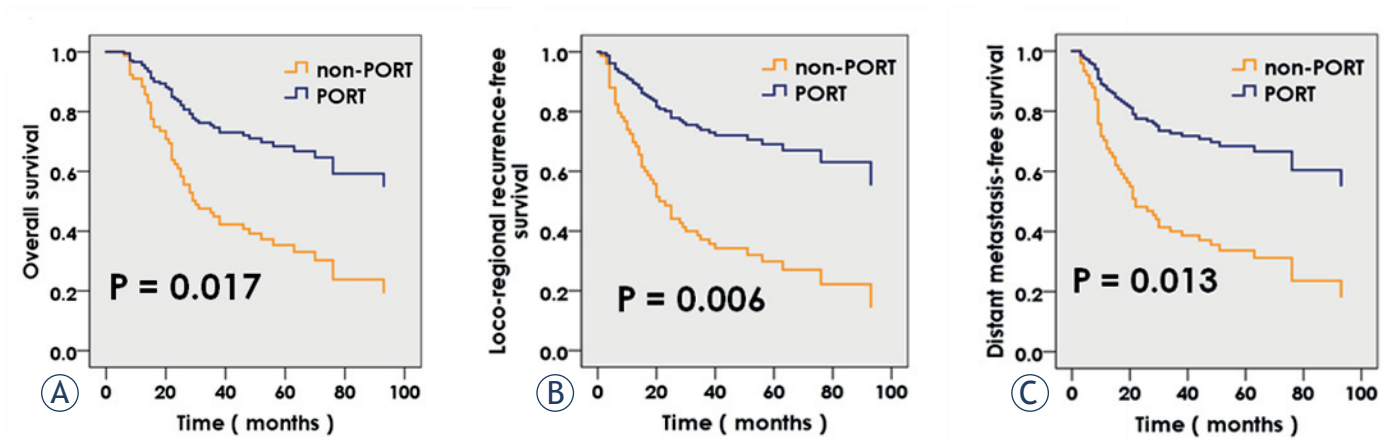 Overall survival
1.0
0.8
0.6
0.4
0.2
0.0
non-PORT
PORT
P = 0.017
0 20 40 60 80 100
Time ( months )
A
Loco-regional recurrence-free
survival
1.0
0.8
0.6
0.4
0.2
0.0
non-PORT
PORT
P = 0.006
0 20 40 60 80 100
Time ( months )
B
Distant metastasis-free survival
1.0
0.8
0.6
0.4
0.2
0.0
non-PORT
PORT
P = 0.013
0 20 40 60 80 100
Time ( months )
C